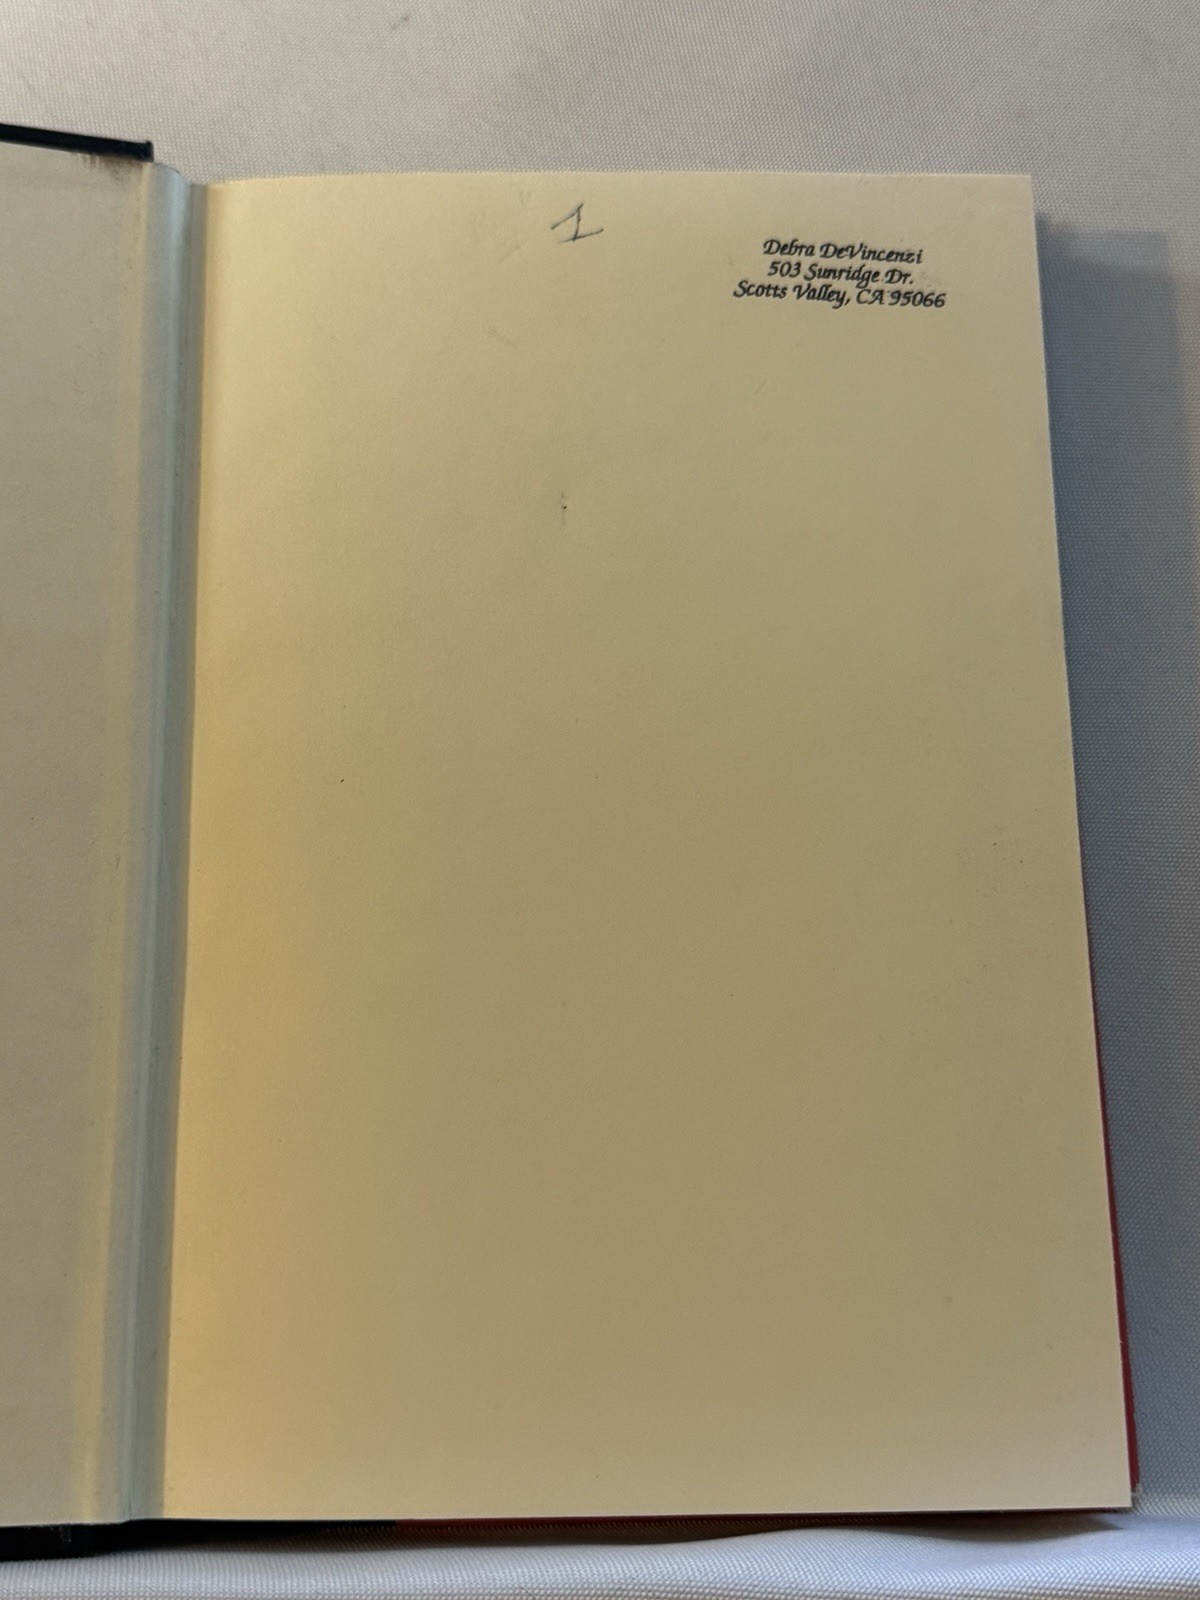 1
Debra DeVincenzi
503 Sunridge Dr.
Scotts Valley, CA 95066